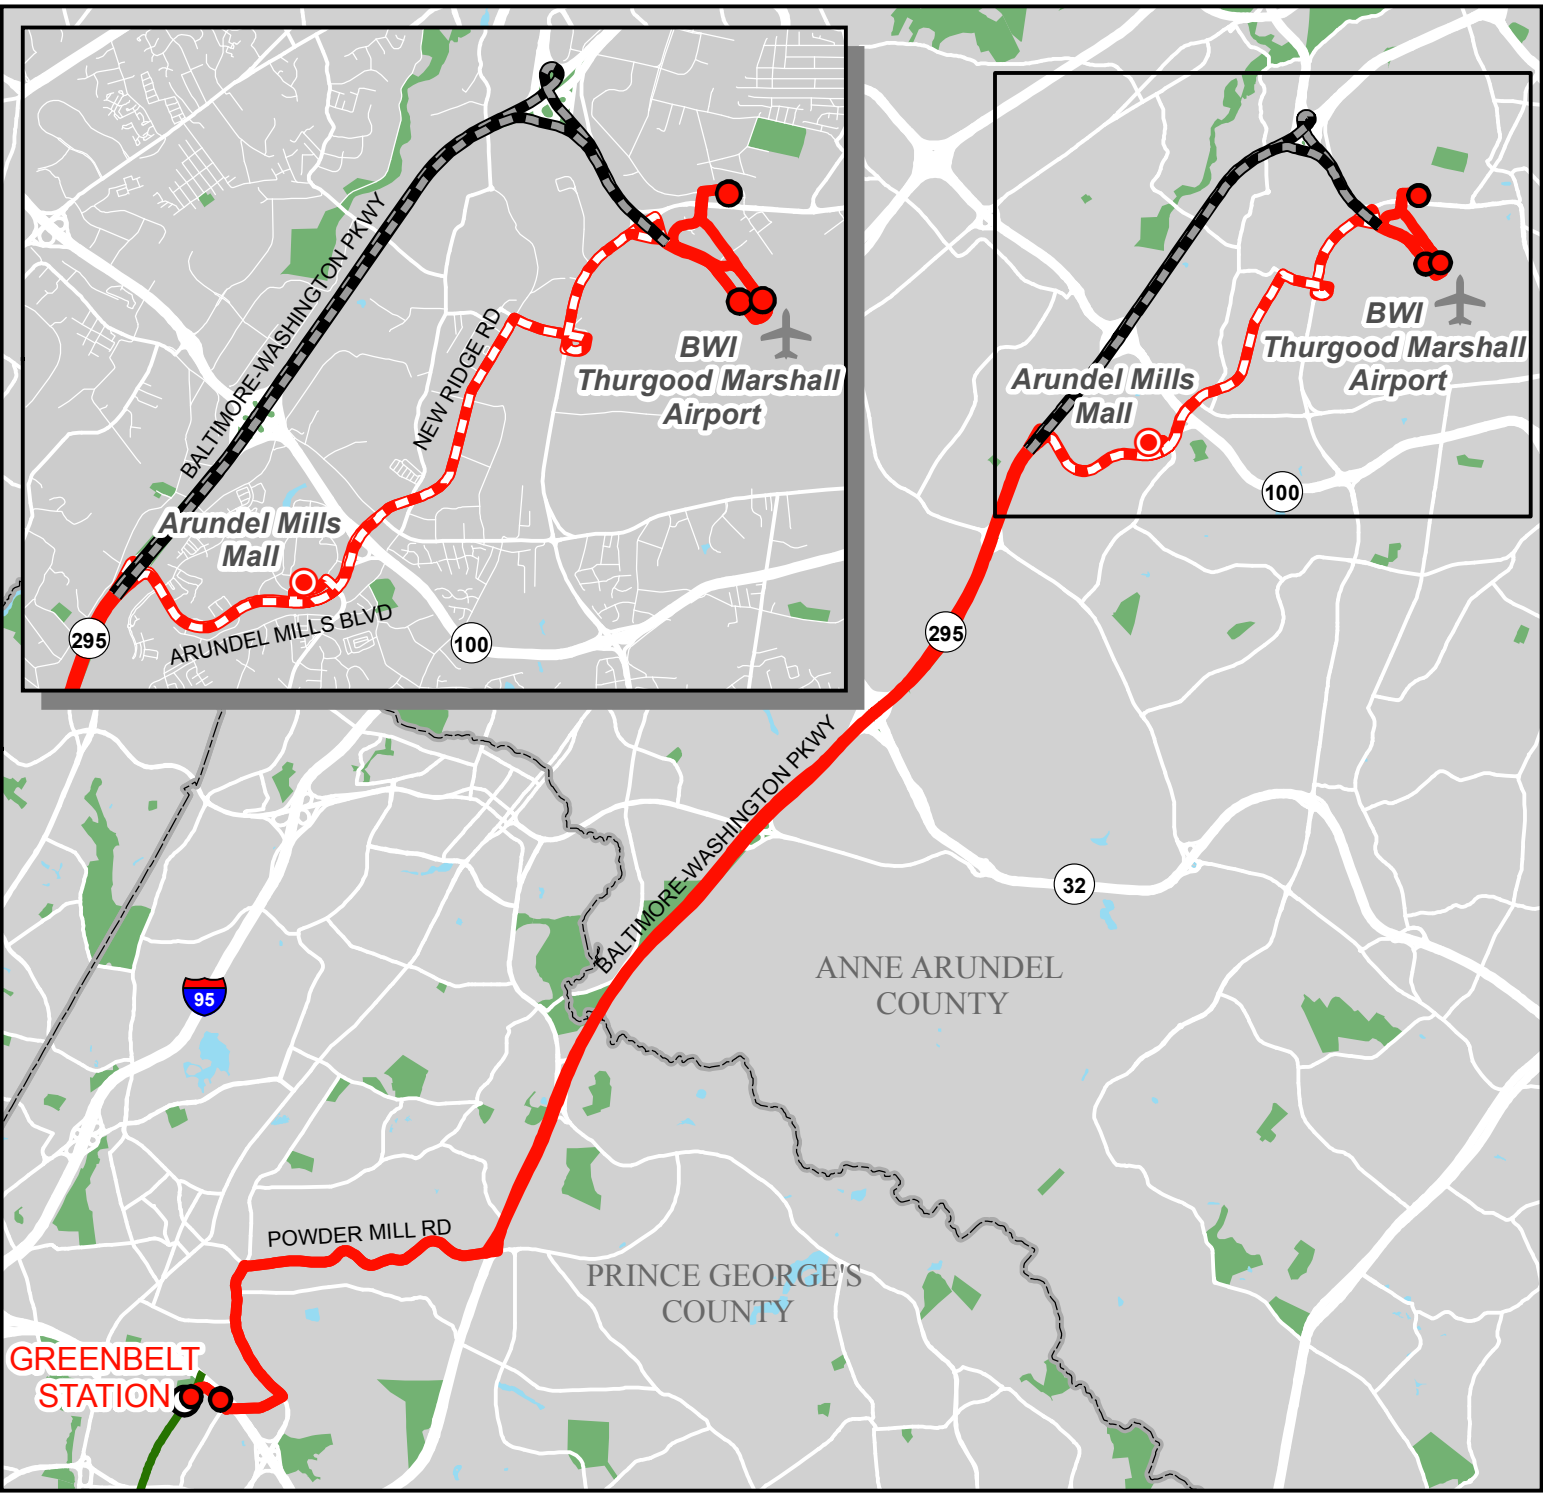 BALTIMORE-WASHINGTON PKWY
NEW RIDGE RD
BWI
Thurgood Marshall
Airport
Arundel Mills
Mall
ARUNDEL MILLS BLVD
295
100
BWI
Thurgood Marshall
Airport
Arundel Mills
Mall
100
295
BALTIMORE-WASHINGTON PKWY
32
ANNE ARUNDEL
COUNTY
95
POWDER MILL RD
PRINCE GEORGE'S
COUNTY
GREENBELT
STATION